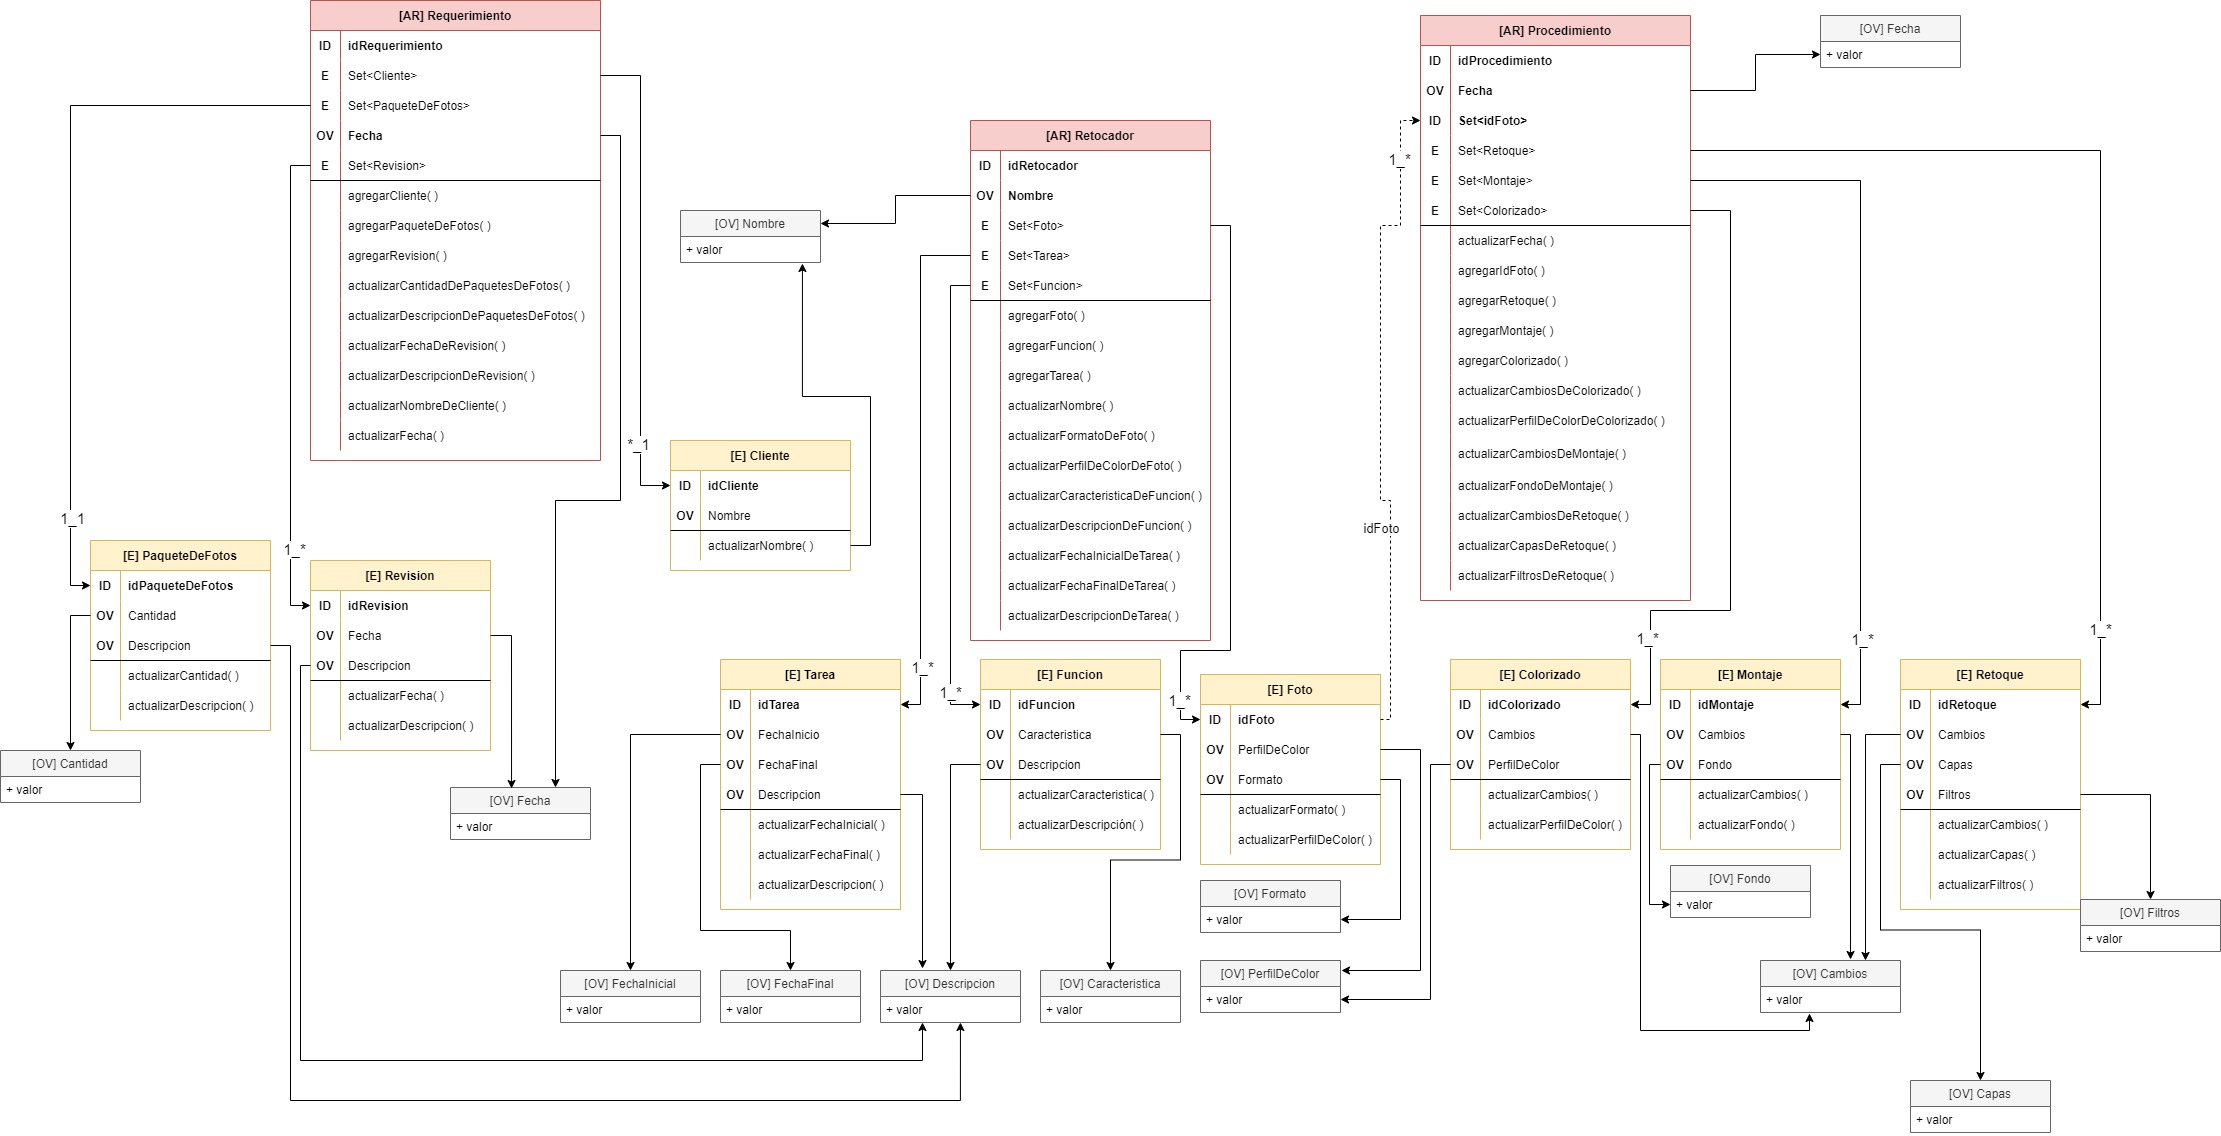 [AR] Requerimiento
ID idRequerimiento
E Set<Cliente>
E Set<PaqueteDeFotos>
OV Fecha
E Set<Revision>
agregarCliente( )
agregarPaqueteDeFotos( )
agregarRevision( )
actualizarCantidadDePaquetesDeFotos( )
actualizarDescripcionDePaquetesDeFotos( )
actualizarFechaDeRevision( )
actualizarDescripcionDeRevision( )
actualizarNombreDeCliente( )
actualizarFecha( )
[AR] Retocador
ID idRetocador
OV Nombre
E Set<Foto>
E Set<Tarea>
E Set<Funcion>
agregarFoto( )
agregarFuncion( )
agregarTarea( )
actualizarNombre( )
actualizarFormatoDeFoto( )
actualizarPerfilDeColorDeFoto( )
actualizarCaracteristicaDeFuncion( )
actualizarDescripcionDeFuncion( )
actualizarFechaInicialDeTarea( )
actualizarFechaFinalDeTarea( )
actualizarDescripcionDeTarea( )
[AR] Procedimiento
ID idProcedimiento
OV Fecha
ID Set<idFoto>
E Set<Retoque>
E Set<Montaje>
E Set<Colorizado>
actualizarFecha( )
agregarIdFoto( )
agregarRetoque( )
agregarMontaje( )
agregarColorizado( )
actualizarCambiosDeColorizado( )
actualizarPerfilDeColorDeColorizado( )
actualizarCambiosDeMontaje( )
actualizarFondoDeMontaje( )
actualizarCambiosDeRetoque( )
actualizarCapasDeRetoque( )
actualizarFiltrosDeRetoque( )
[OV] Fecha
+ valor
[OV] Nombre
+ valor
1_*
idFoto
*_1
[E] Cliente
ID idCliente
OV Nombre
actualizarNombre( )
1_1
[E] PaqueteDeFotos
ID idPaqueteDeFotos
OV Cantidad
OV Descripcion
actualizarCantidad( )
actualizarDescripcion( )
1_*
[E] Revision
ID idRevision
OV Fecha
OV Descripcion
actualizarFecha( )
actualizarDescripcion( )
[OV] Cantidad
+ valor
[OV] Fecha
+ valor
1_*
[E] Tarea
ID idTarea
OV FechaInicio
OV FechaFinal
OV Descripcion
actualizarFechaInicial( )
actualizarFechaFinal( )
actualizarDescripcion( )
1_*
[E] Funcion
ID idFuncion
OV Caracteristica
OV Descripcion
actualizarCaracteristica( )
actualizarDescripción( )
1_*
[E] Foto
ID idFoto
OV PerfilDeColor
OV Formato
actualizarFormato( )
actualizarPerfilDeColor( )
1_*
[E] Colorizado
ID idColorizado
OV Cambios
OV PerfilDeColor
actualizarCambios( )
actualizarPerfilDeColor( )
1_*
[E] Montaje
ID idMontaje
OV Cambios
OV Fondo
actualizarCambios( )
actualizarFondo( )
1_*
[E] Retoque
ID idRetoque
OV Cambios
OV Capas
OV Filtros
actualizarCambios( )
actualizarCapas( )
actualizarFiltros( )
[OV] Formato
+ valor
[OV] Fondo
+ valor
[OV] Filtros
+ valor
[OV] FechaInicial
+ valor
[OV] FechaFinal
+ valor
[OV] Descripcion
+ valor
[OV] Caracteristica
+ valor
[OV] PerfilDeColor
+ valor
[OV] Cambios
+ valor
[OV] Capas
+ valor